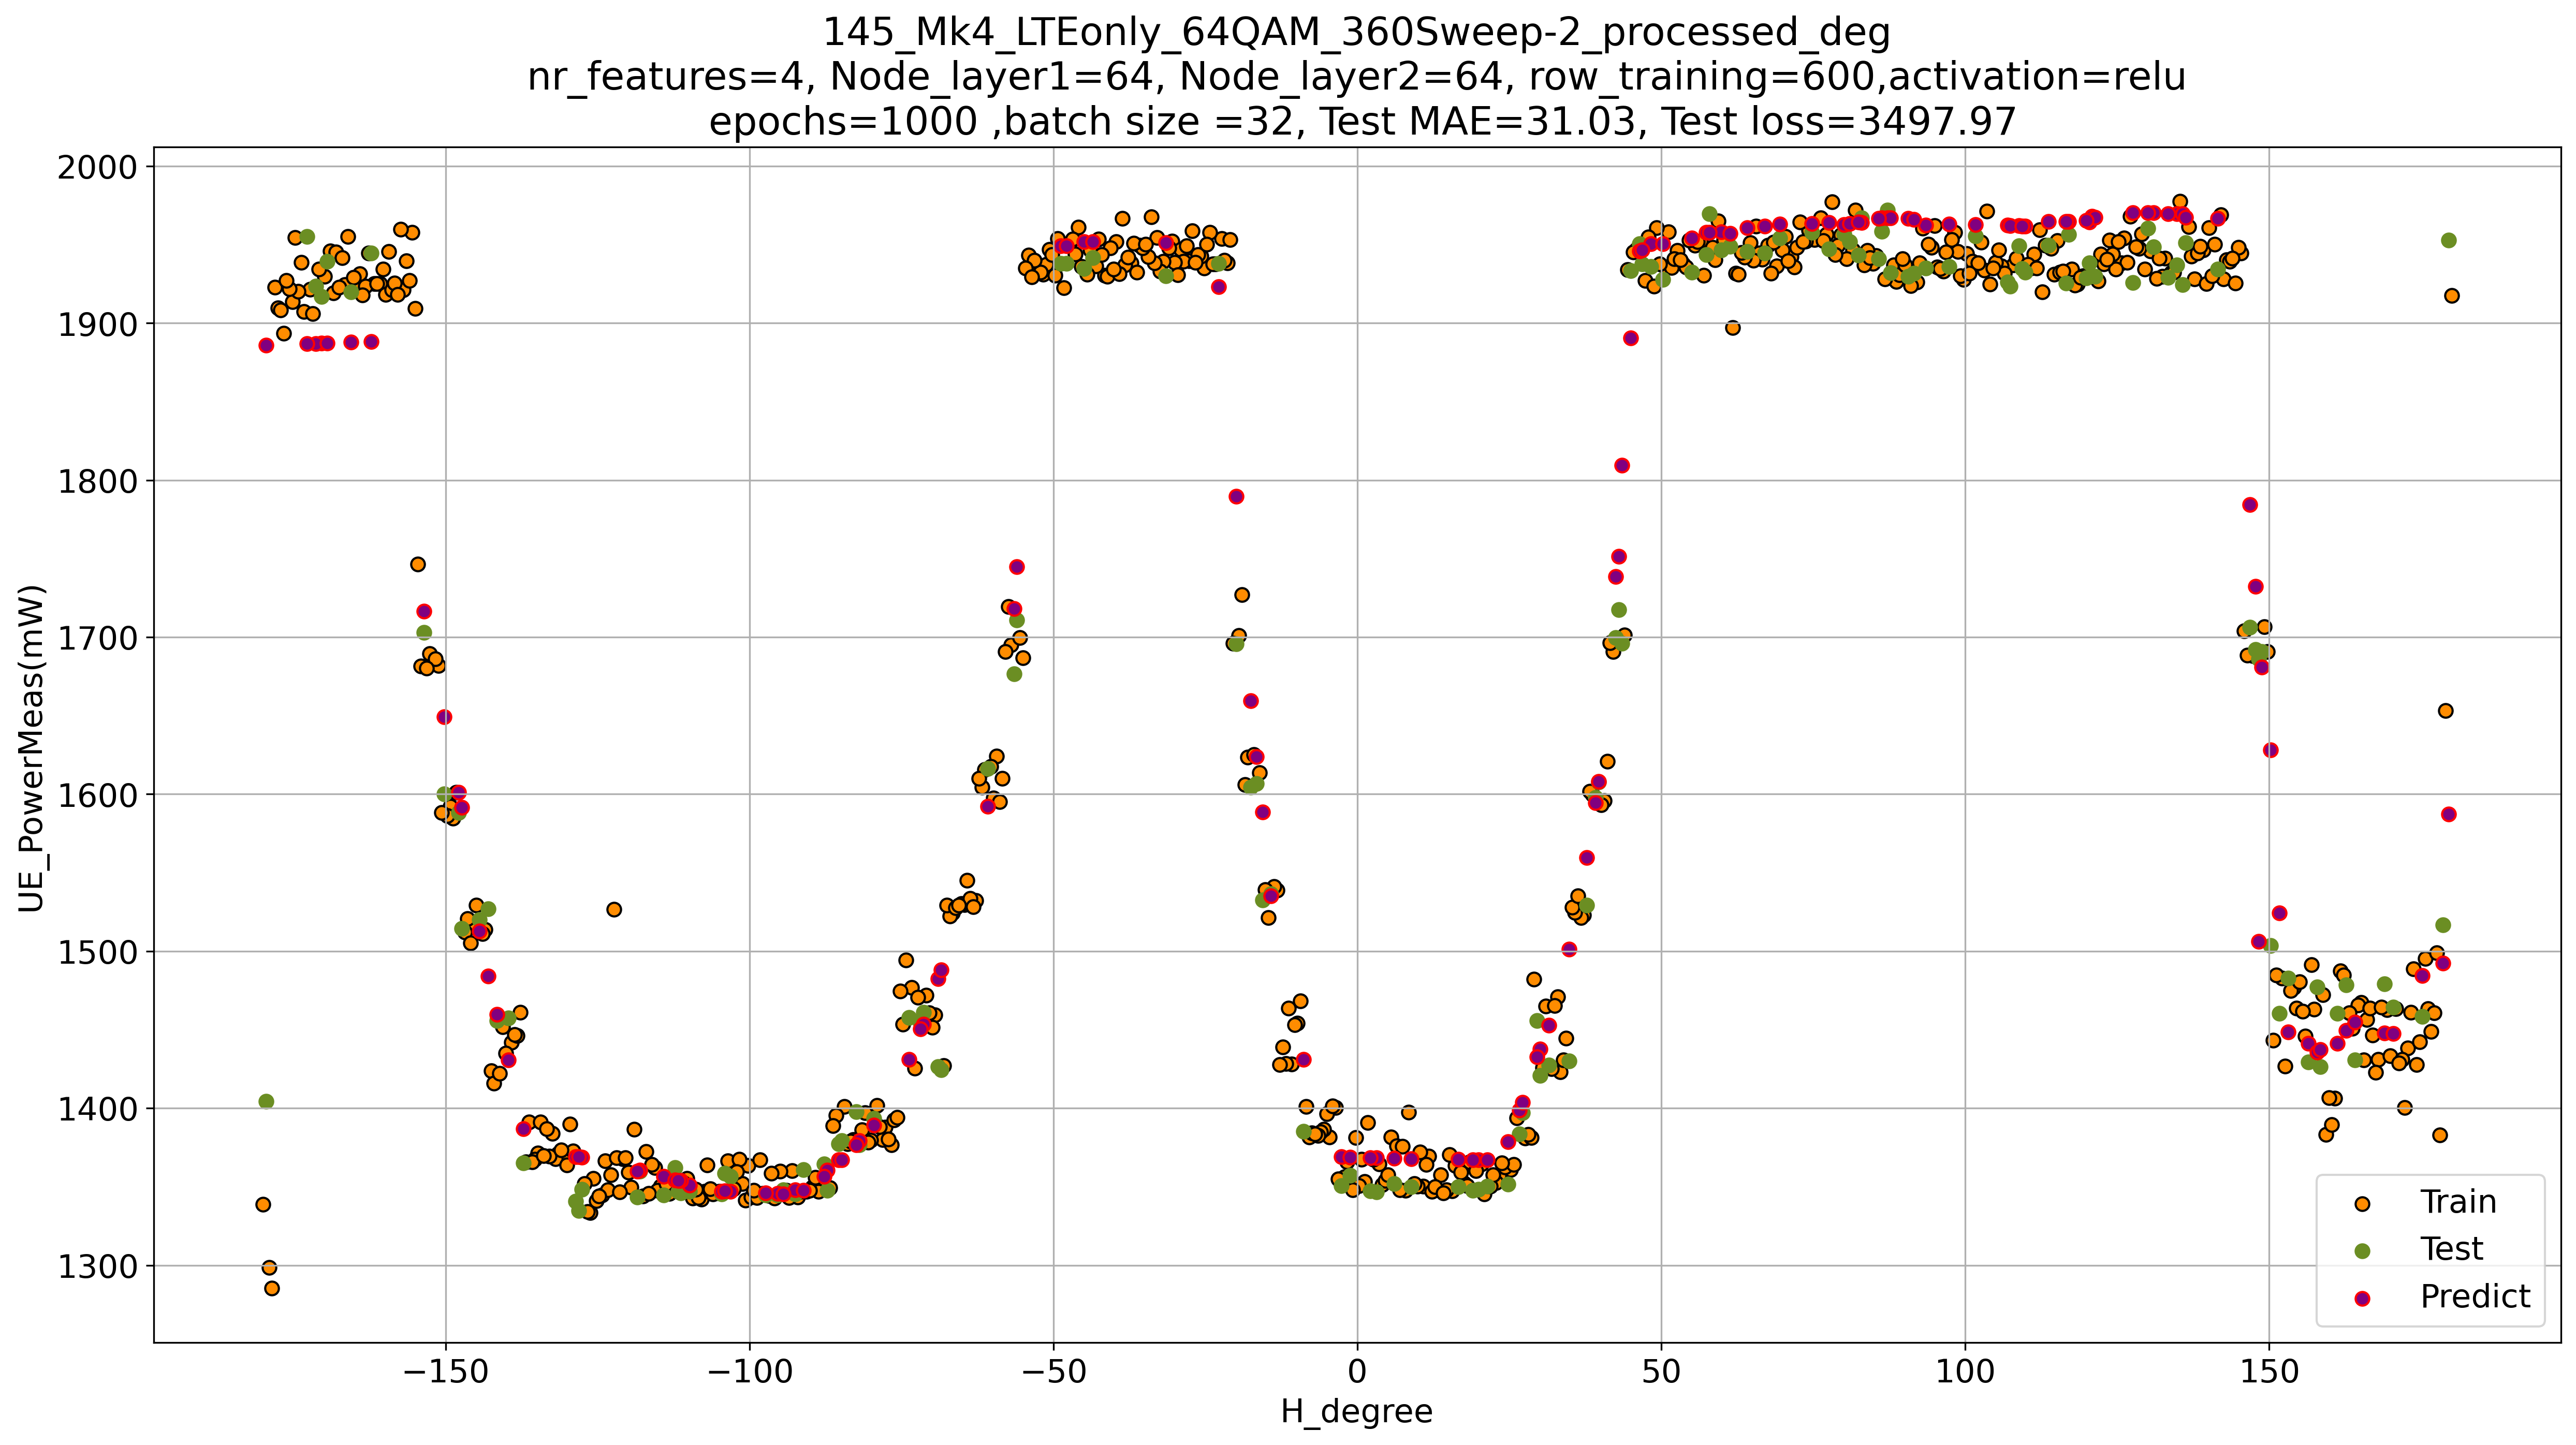 145_Mk4_LTEonly_64QAM_360Sweep-2_processed_deg
nr_features=4, Node_layer1=64, Node_layer2=64, row_training=600,activation=relu
epochs=1000 ,batch size =32, Test MAE=31.03, Test loss=3497.97
2000
1900
1800
1700
1600
1500
1400
1300
UE_PowerMeas(mW)
Train
Test
Predict
−150 −100 −50 0 50 100 150
H_degree